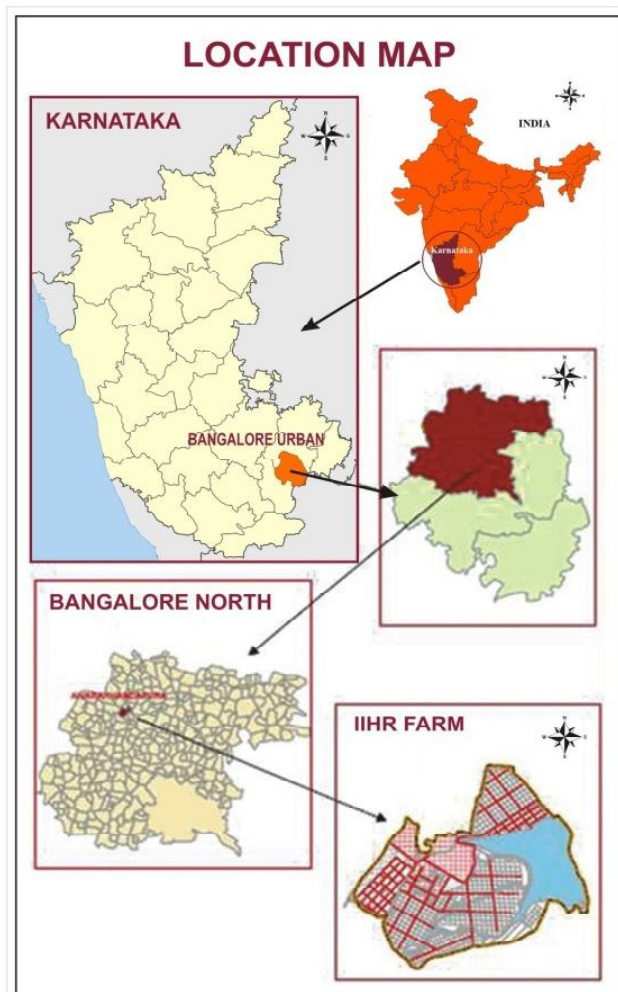 LOCATION MAP
KARNATAKA
INDIA
Karnataka
BANGALORE URBAN
BANGALORE NORTH
IIHR FARM